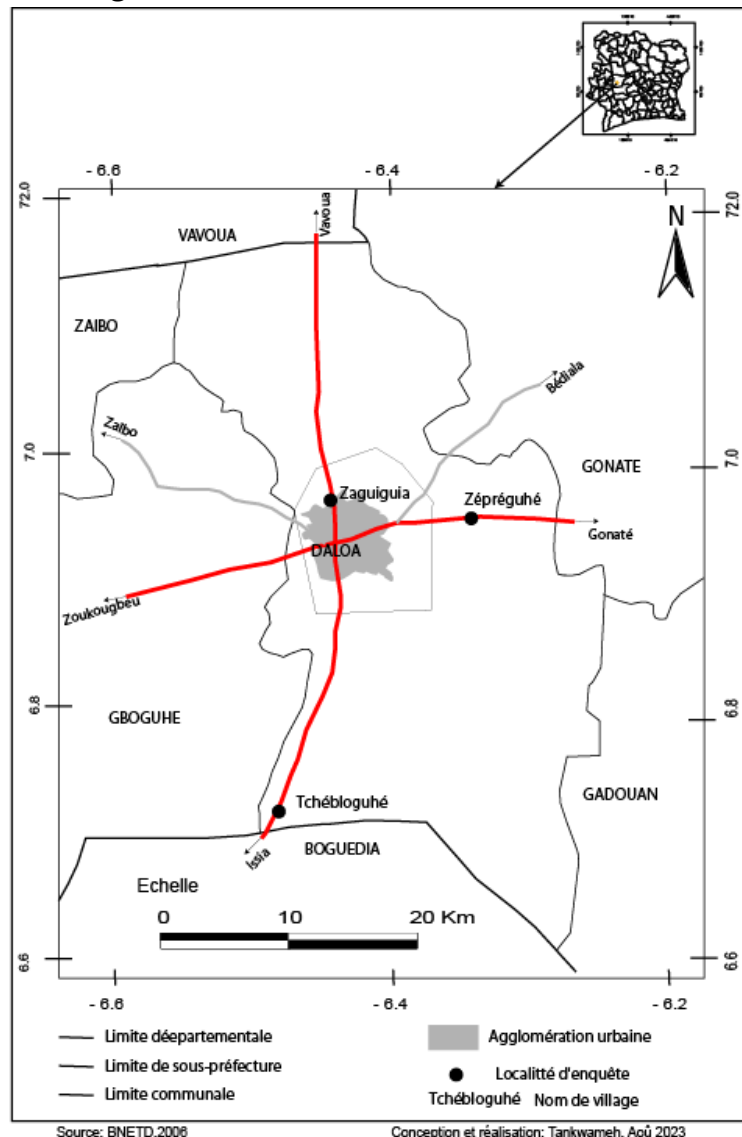 - 6.6
- 6.4
- 6.2
72.0
72.0
Vavoua
VAVOUA
N
ZAIBO
Bédiala
Zaïbo
7.0
7.0
GONATE
Zaguiguia
Zépréguhé
Gonaté
DALOA
Zoukougbeu
6.8
6.8
GBOGUHE
GADOUAN
Tchébloguhé
Issia
BOGUEDIA
Echelle
0 10 20 Km
6.6
6.6
- 6.6
- 6.4
- 6.2
Limite déepartementale
Agglomération urbaine
Limite de sous-préfecture
Localitté d'enquête
Limite communale
Tchébloguhé Nom de village
Source: BNETD,2006
Conception et réalisation: Tankwameh, Aoû 2023